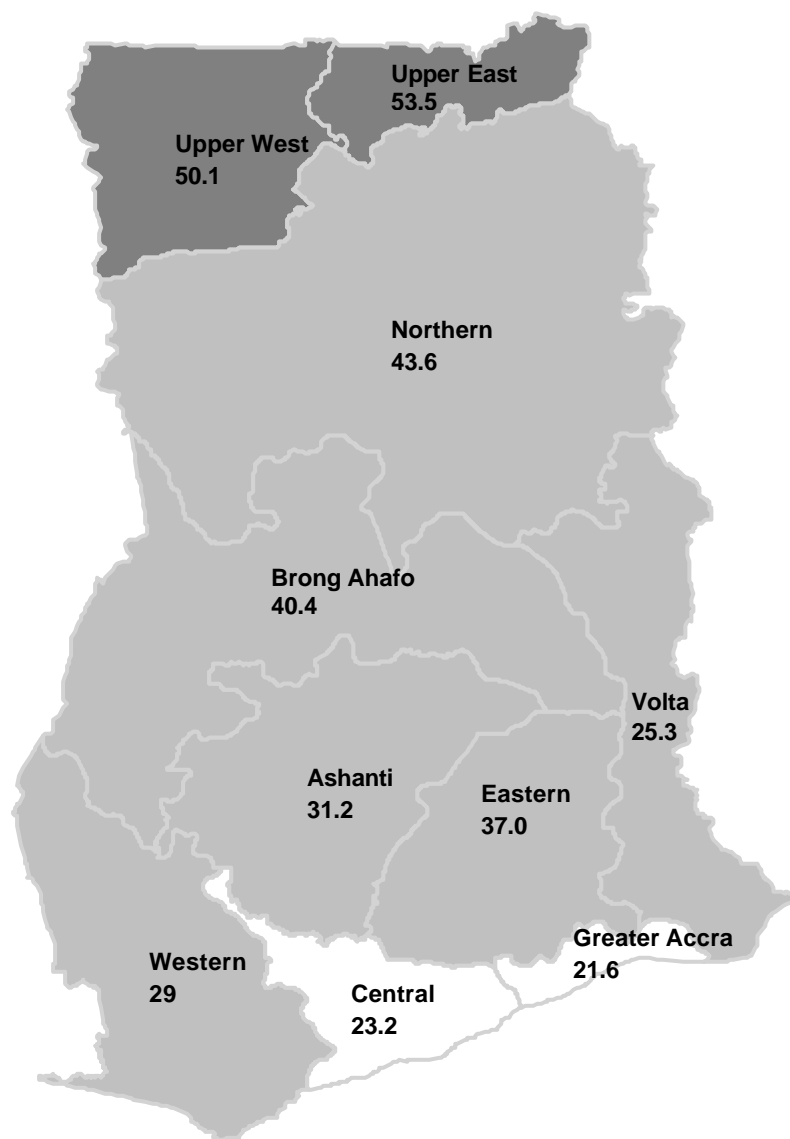 Upper East
53.5
Upper West
50.1
Northern
43.6
Brong Ahafo
40.4
Volta
25.3
Ashanti
31.2
Eastern
37.0
Greater Accra
21.6
Western
29
Central
23.2